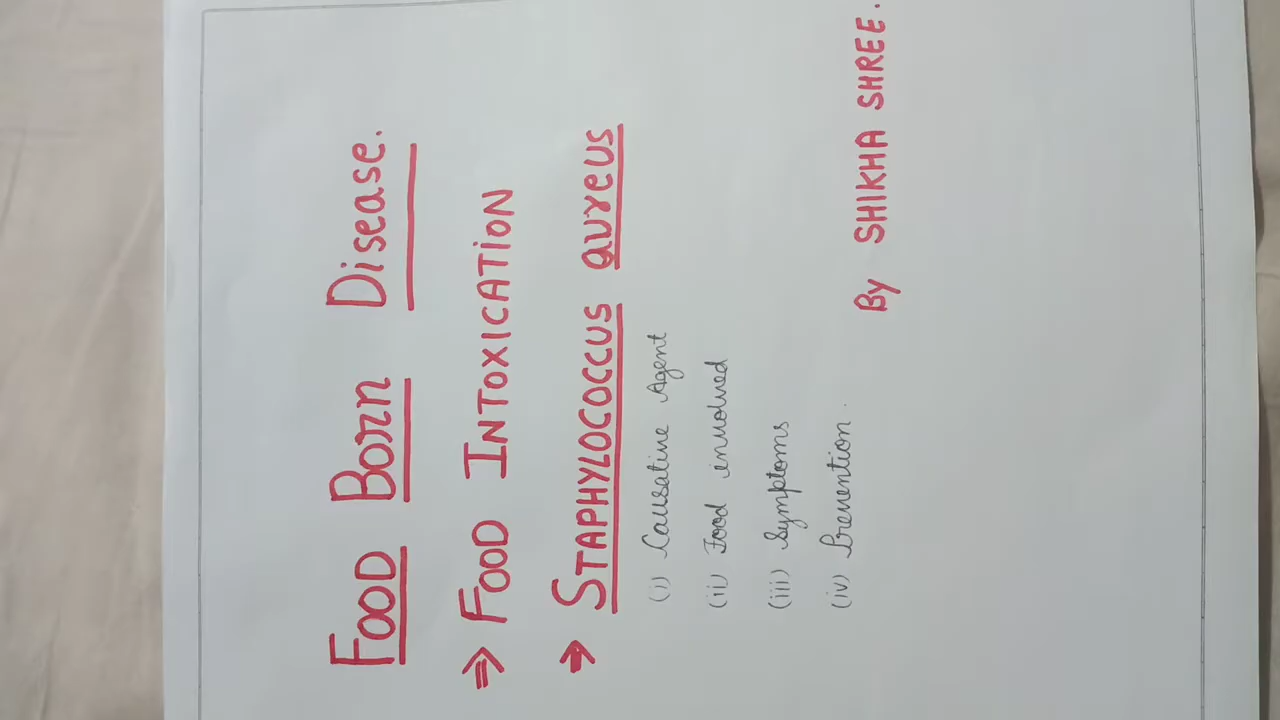 Food Born Disease.
⇒ FOOD INTOXICATION
→ STAPHYLOCOCCUS aureus
(i) Causative Agent
(ii) Food involved
(iii) Symptoms
(iv) Prevention.
By SHIKHA SHREE.